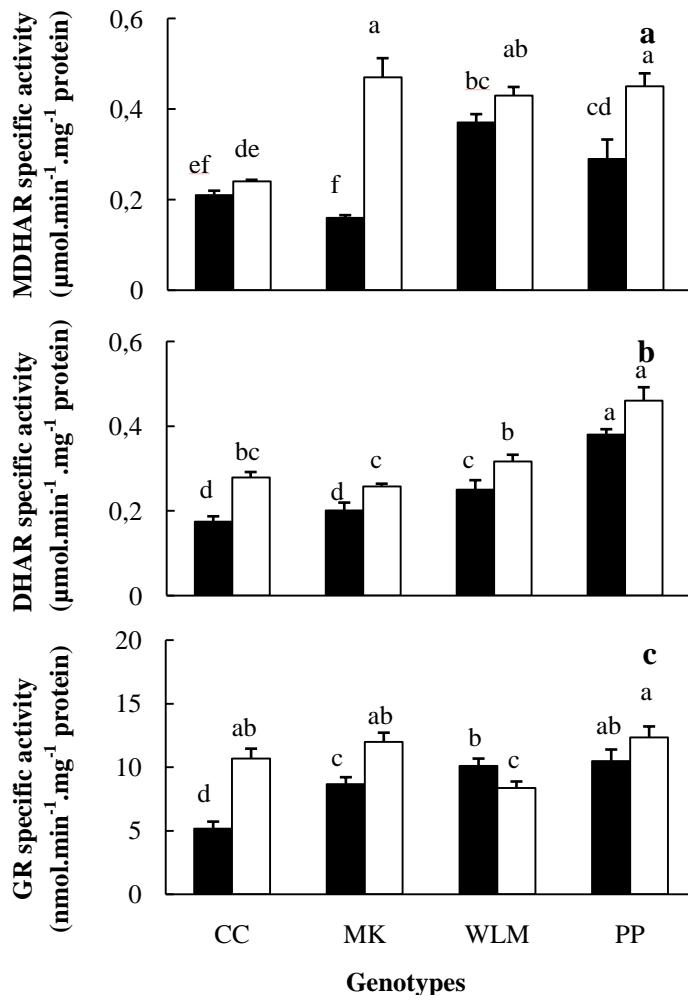 MDHAR specific activity
(µmol.min⁻¹.mg⁻¹ protein)
0,6
0,4
0,2
0
a
ef
de
f
a
bc
ab
cd
a
DHAR specific activity
(µmol.min⁻¹.mg⁻¹ protein)
0,6
0,4
0,2
0
b
d
bc
d
c
c
b
a
a
GR specific activity
(nmol.min⁻¹.mg⁻¹ protein)
20
15
10
5
0
c
d
ab
c
ab
b
c
ab
a
CC MK WLM PP
Genotypes